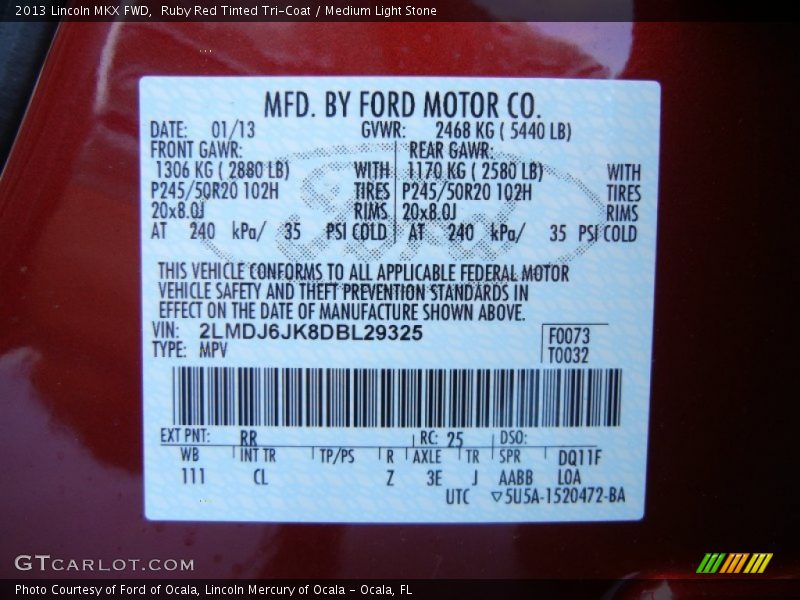 2013 Lincoln MKX FWD,  Ruby Red Tinted Tri-Coat / Medium Light Stone
MFD. BY FORD MOTOR CO.
DATE: 01/13 GVWR: 2468 KG ( 5440 LB)
FRONT GAWR: REAR GAWR:
1306 KG ( 2880 LB) WITH 1170 KG ( 2580 LB) WITH
P245/50R20 102H TIRES P245/50R20 102H TIRES
20x8.0J RIMS 20x8.0J RIMS
AT 240 kPa/ 35 PSI COLD AT 240 kPa/ 35 PSI COLD
THIS VEHICLE CONFORMS TO ALL APPLICABLE FEDERAL MOTOR
VEHICLE SAFETY AND THEFT PREVENTION STANDARDS IN
EFFECT ON THE DATE OF MANUFACTURE SHOWN ABOVE.
VIN: 2LMDJ6JK8DBL29325 F0073
TYPE: MPV T0032
EXT PNT: RR RC: 25 DSO:
WB INT TR TP/PS R AXLE TR SPR DQ11F
111 CL Z 3E J AABB LOA
UTC ▽5U5A-1520472-BA
GTCARLOT.COM
Photo Courtesy of Ford of Ocala, Lincoln Mercury of Ocala - Ocala, FL